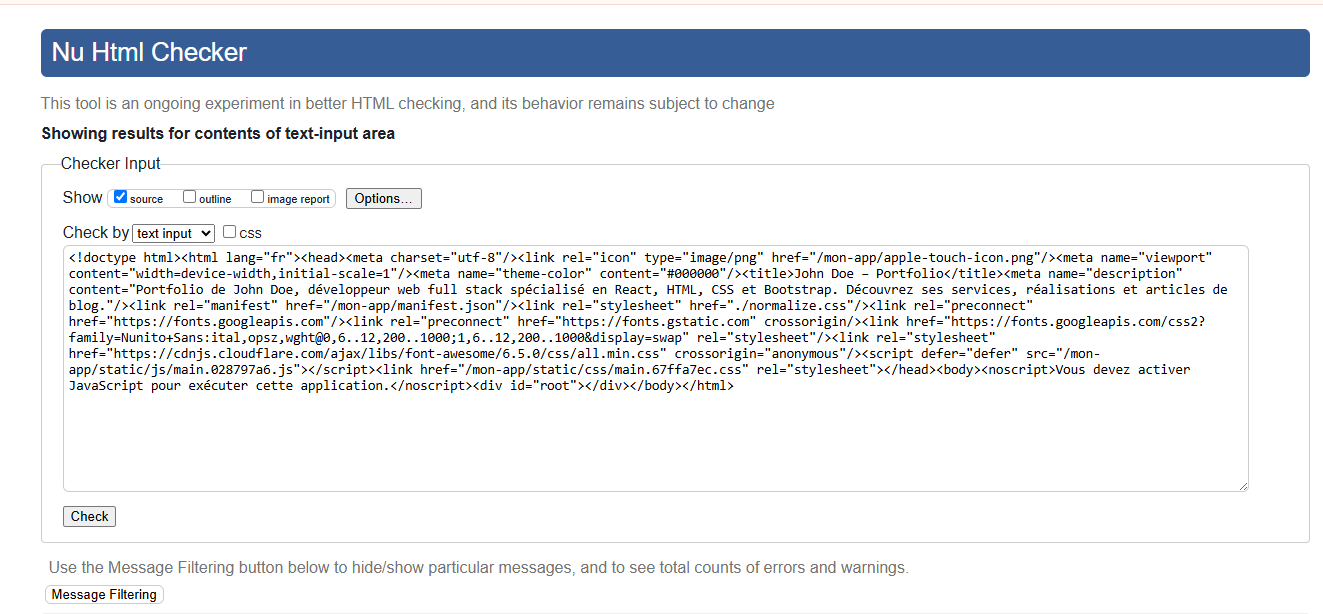 Nu Html Checker
This tool is an ongoing experiment in better HTML checking, and its behavior remains subject to change
Showing results for contents of text-input area
Checker Input
Show source outline image report Options...
Check by text input css
<!doctype html><html lang="fr"><head><meta charset="utf-8"/><link rel="icon" type="image/png" href="/mon-app/apple-touch-icon.png"/><meta name="viewport"
content="width=device-width,initial-scale=1"/><meta name="theme-color" content="#000000"/><title>John Doe – Portfolio</title><meta name="description"
content="Portfolio de John Doe, développeur web full stack spécialisé en React, HTML, CSS et Bootstrap. Découvrez ses services, réalisations et articles de
blog."/><link rel="manifest" href="/mon-app/manifest.json"/><link rel="stylesheet" href="./normalize.css"/><link rel="preconnect"
href="https://fonts.googleapis.com"/><link rel="preconnect" href="https://fonts.gstatic.com" crossorigin/><link href="https://fonts.googleapis.com/css2?
family=Nunito+Sans:ital,opsz,wght@0,6..12,200..1000;1,6..12,200..1000&display=swap" rel="stylesheet"/><link rel="stylesheet"
href="https://cdnjs.cloudflare.com/ajax/libs/font-awesome/6.5.0/css/all.min.css" crossorigin="anonymous"/><script defer="defer" src="/mon-
app/static/js/main.028797a6.js"></script><link href="/mon-app/static/css/main.67ffa7ec.css" rel="stylesheet"></head><body><noscript>Vous devez activer
JavaScript pour exécuter cette application.</noscript><div id="root"></div></body></html>
Check
Use the Message Filtering button below to hide/show particular messages, and to see total counts of errors and warnings.
Message Filtering